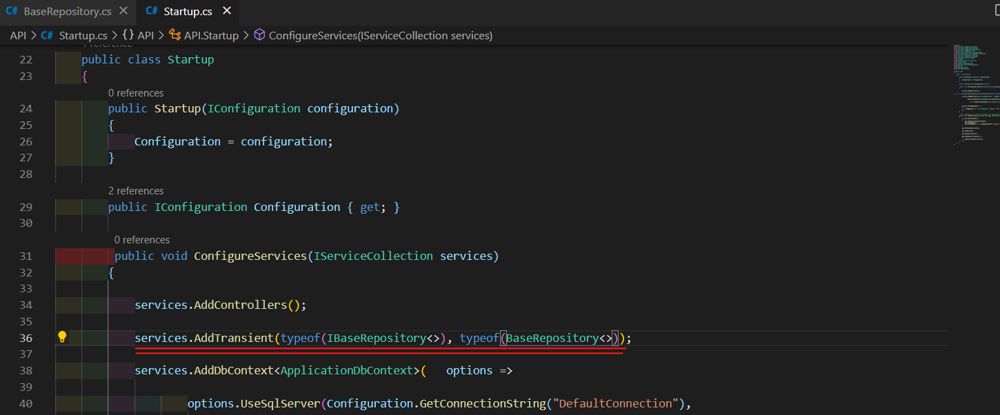 C# BaseRepository.cs × C# Startup.cs ×
API > C# Startup.cs > {} API > API.Startup > ConfigureServices(IServiceCollection services)
22 public class Startup
23 {
0 references
24 public Startup(IConfiguration configuration)
25 {
26 Configuration = configuration;
27 }
28
2 references
29 public IConfiguration Configuration { get; }
30
0 references
31 public void ConfigureServices(IServiceCollection services)
32 {
33
34 services.AddControllers();
35
36 services.AddTransient(typeof(IBaseRepository<>), typeof(BaseRepository<>));
37
38 services.AddDbContext<ApplicationDbContext>( options =>
39
40 options.UseSqlServer(Configuration.GetConnectionString("DefaultConnection"),